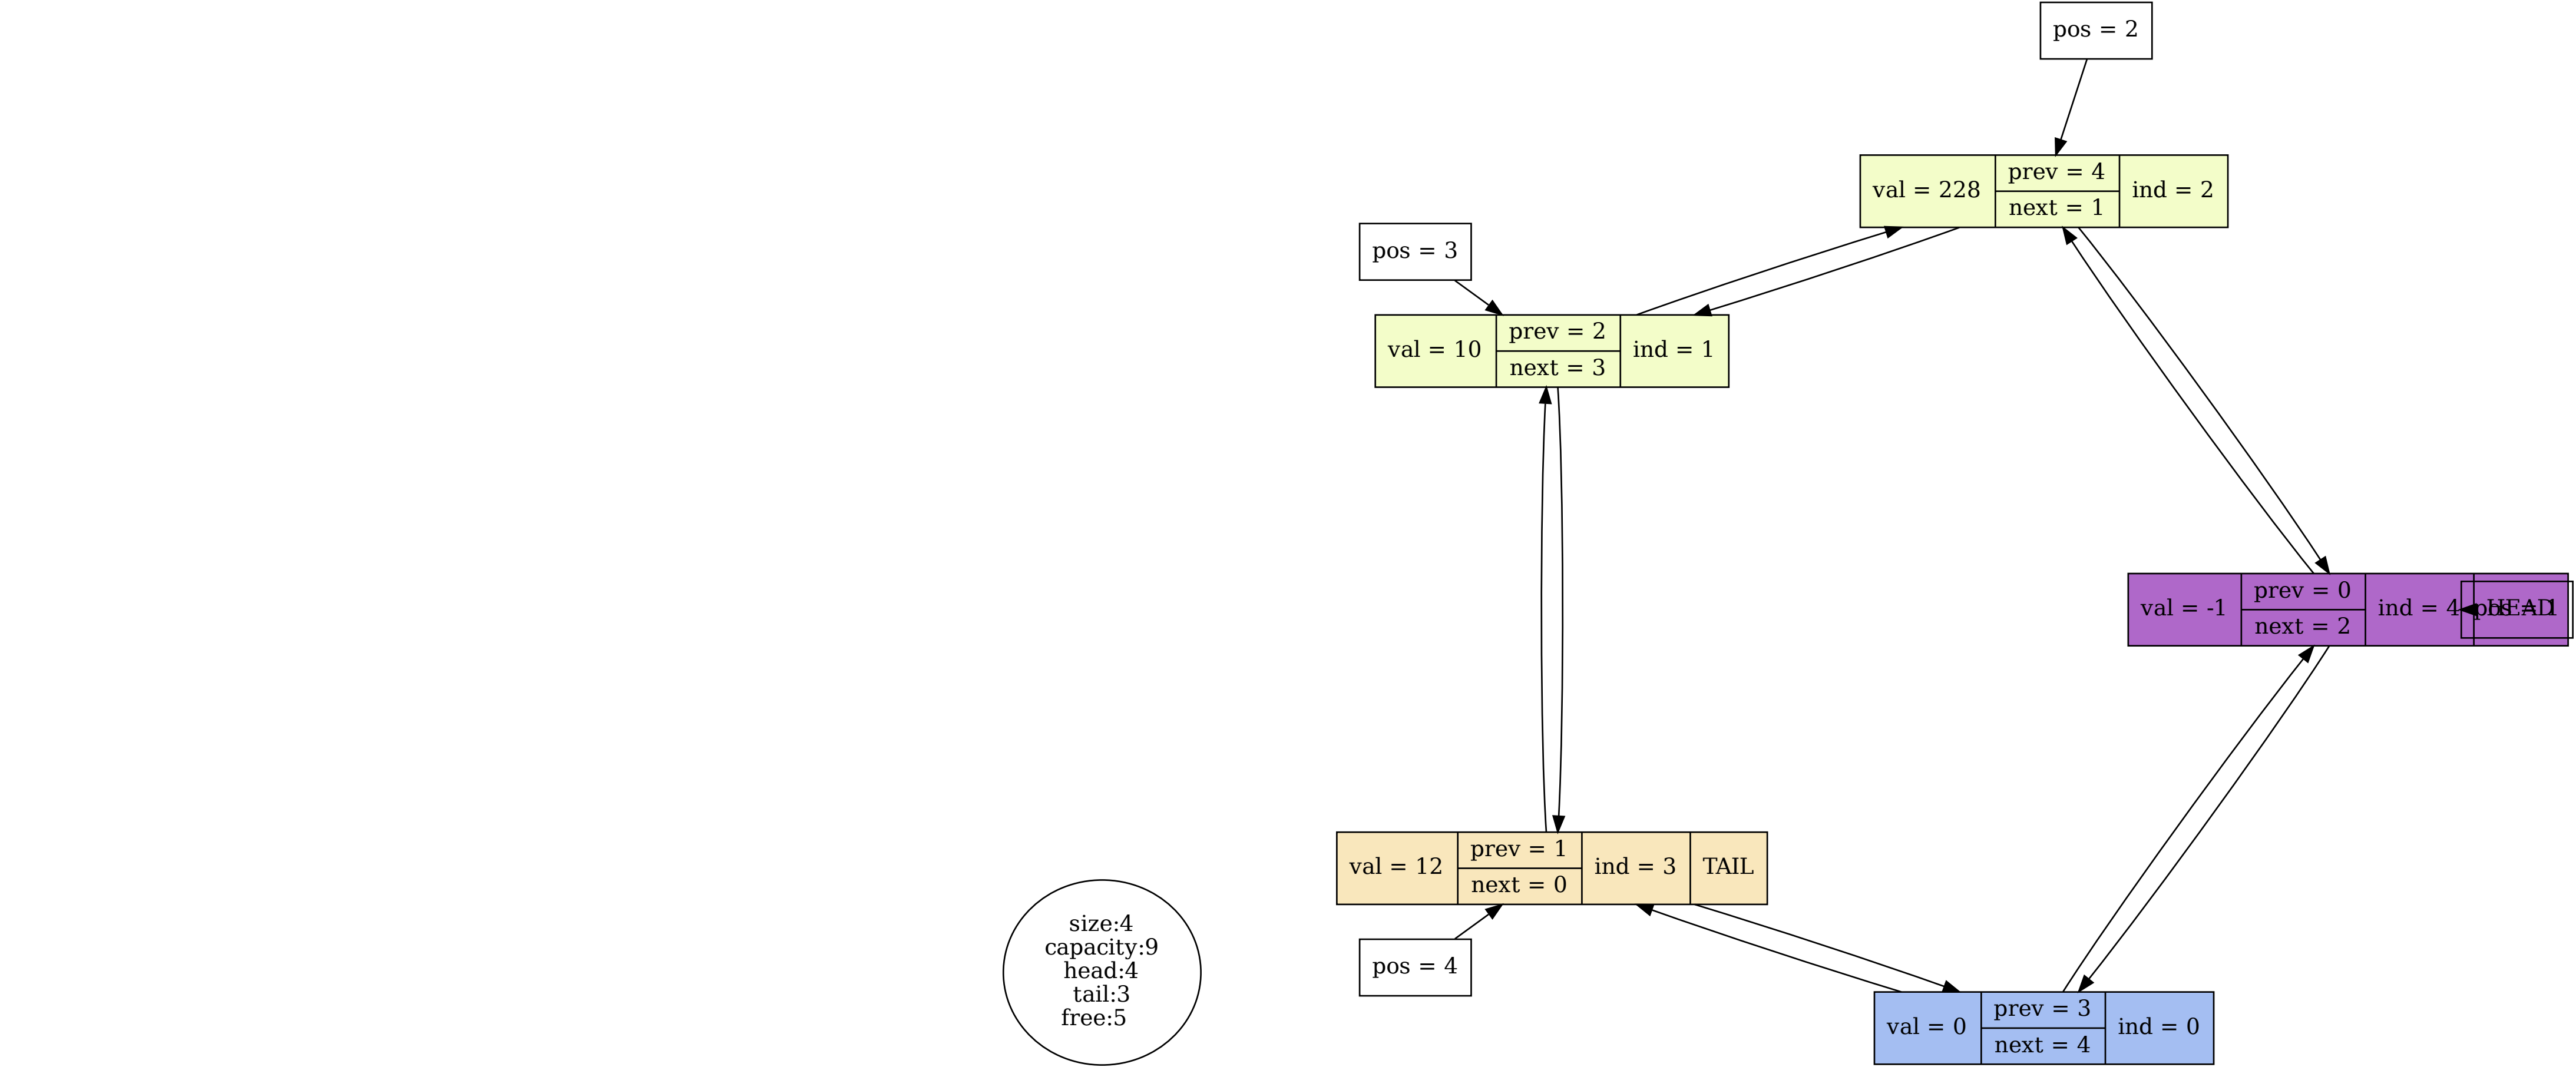 pos = 2
val = 228
prev = 4
next = 1
ind = 2
pos = 3
val = 10
prev = 2
next = 3
ind = 1
val = -1
prev = 0
next = 2
ind = 4
HEAD
pos = 1
val = 12
prev = 1
next = 0
ind = 3
TAIL
pos = 4
size:4
capacity:9
head:4
tail:3
free:5
val = 0
prev = 3
next = 4
ind = 0